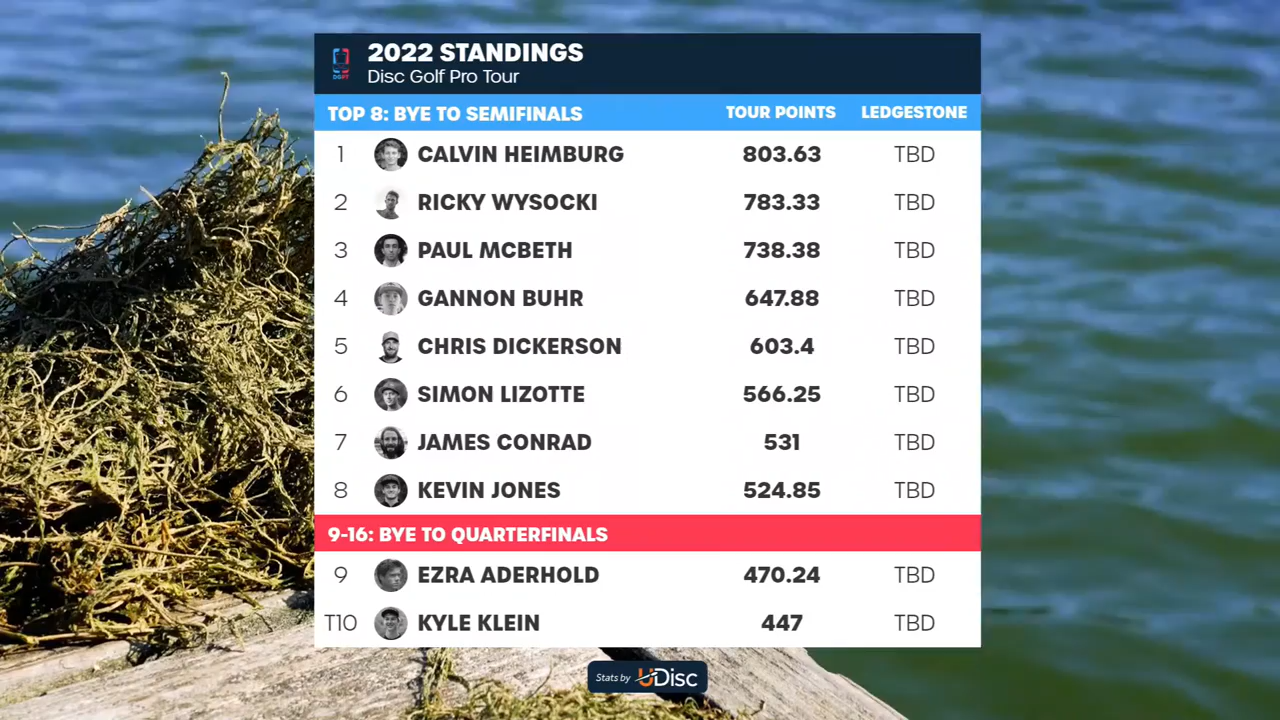 2022 STANDINGS
Disc Golf Pro Tour
TOP 8: BYE TO SEMIFINALS TOUR POINTS LEDGESTONE
1 CALVIN HEIMBURG 803.63 TBD
2 RICKY WYSOCKI 783.33 TBD
3 PAUL MCBETH 738.38 TBD
4 GANNON BUHR 647.88 TBD
5 CHRIS DICKERSON 603.4 TBD
6 SIMON LIZOTTE 566.25 TBD
7 JAMES CONRAD 531 TBD
8 KEVIN JONES 524.85 TBD
9-16: BYE TO QUARTERFINALS
9 EZRA ADERHOLD 470.24 TBD
T10 KYLE KLEIN 447 TBD
Stats by UDisc